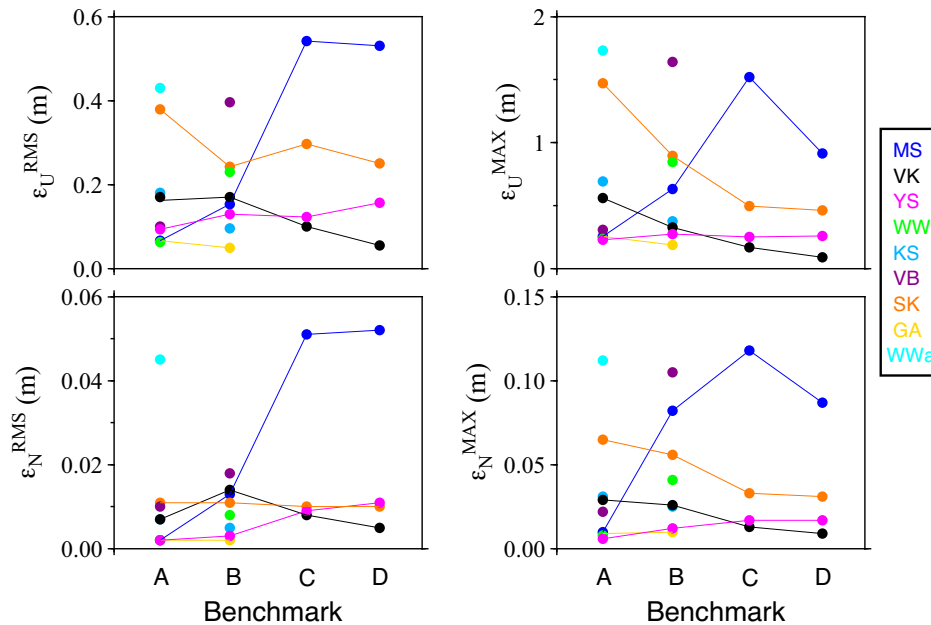 ε_U^RMS (m)
0.6
0.4
0.2
0.0
ε_U^MAX (m)
2
1
0
ε_N^RMS (m)
0.06
0.04
0.02
0.00
A B C D
Benchmark
ε_N^MAX (m)
0.15
0.10
0.05
0.00
A B C D
Benchmark
MS
VK
YS
WW
KS
VB
SK
GA
WWa